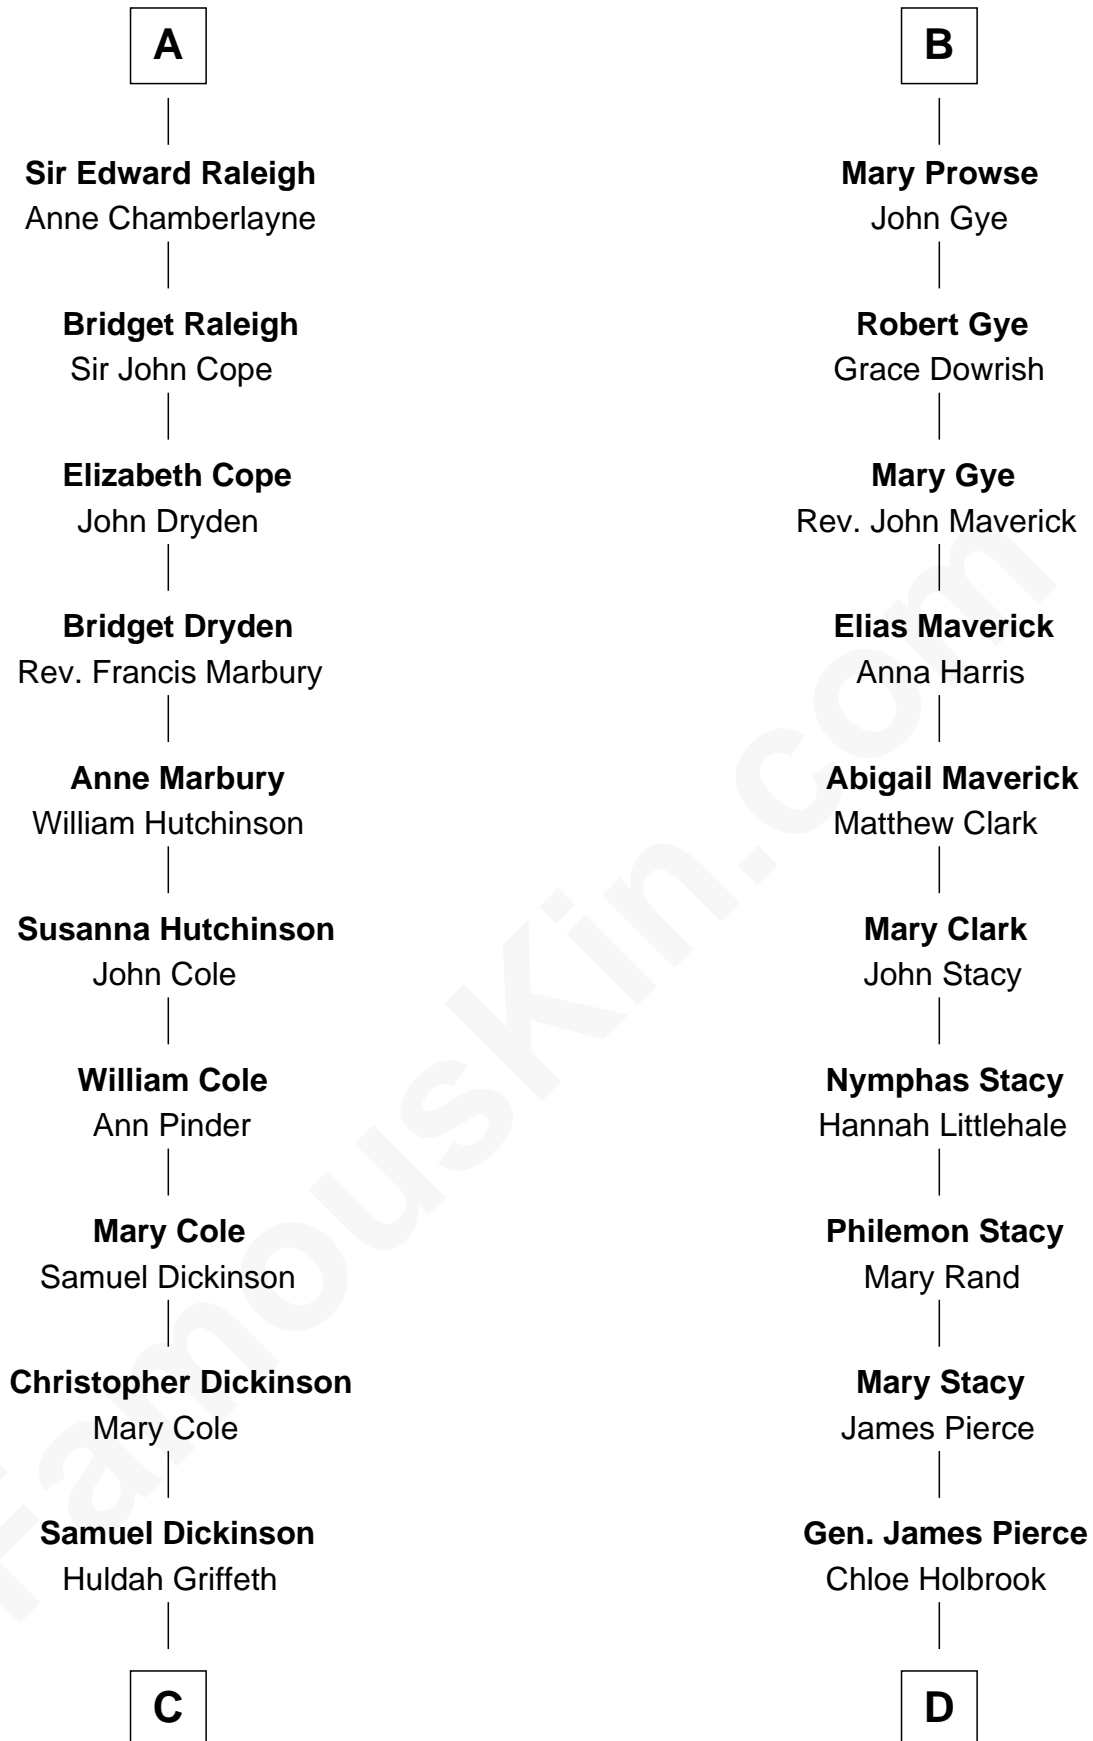 A
Sir Edward Raleigh
Anne Chamberlayne
Bridget Raleigh
Sir John Cope
Elizabeth Cope
John Dryden
Bridget Dryden
Rev. Francis Marbury
Anne Marbury
William Hutchinson
Susanna Hutchinson
John Cole
William Cole
Ann Pinder
Mary Cole
Samuel Dickinson
Christopher Dickinson
Mary Cole
Samuel Dickinson
Huldah Griffeth
C
B
Mary Prowse
John Gye
Robert Gye
Grace Dowrish
Mary Gye
Rev. John Maverick
Elias Maverick
Anna Harris
Abigail Maverick
Matthew Clark
Mary Clark
John Stacy
Nymphas Stacy
Hannah Littlehale
Philemon Stacy
Mary Rand
Mary Stacy
James Pierce
Gen. James Pierce
Chloe Holbrook
D
FamousKin.com